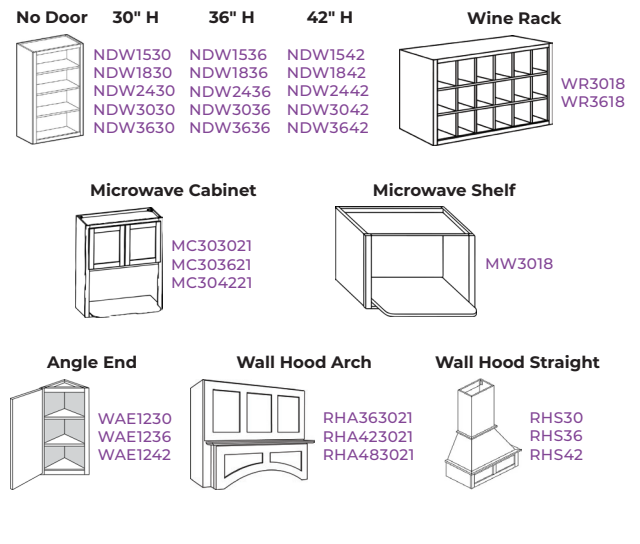 No Door 30" H 36" H 42" H
NDW1530 NDW1536 NDW1542
NDW1830 NDW1836 NDW1842
NDW2430 NDW2436 NDW2442
NDW3030 NDW3036 NDW3042
NDW3630 NDW3636 NDW3642
Wine Rack
WR3018
WR3618
Microwave Cabinet
MC303021
MC303621
MC304221
Microwave Shelf
MW3018
Angle End
WAE1230
WAE1236
WAE1242
Wall Hood Arch
RHA363021
RHA423021
RHA483021
Wall Hood Straight
RHS30
RHS36
RHS42